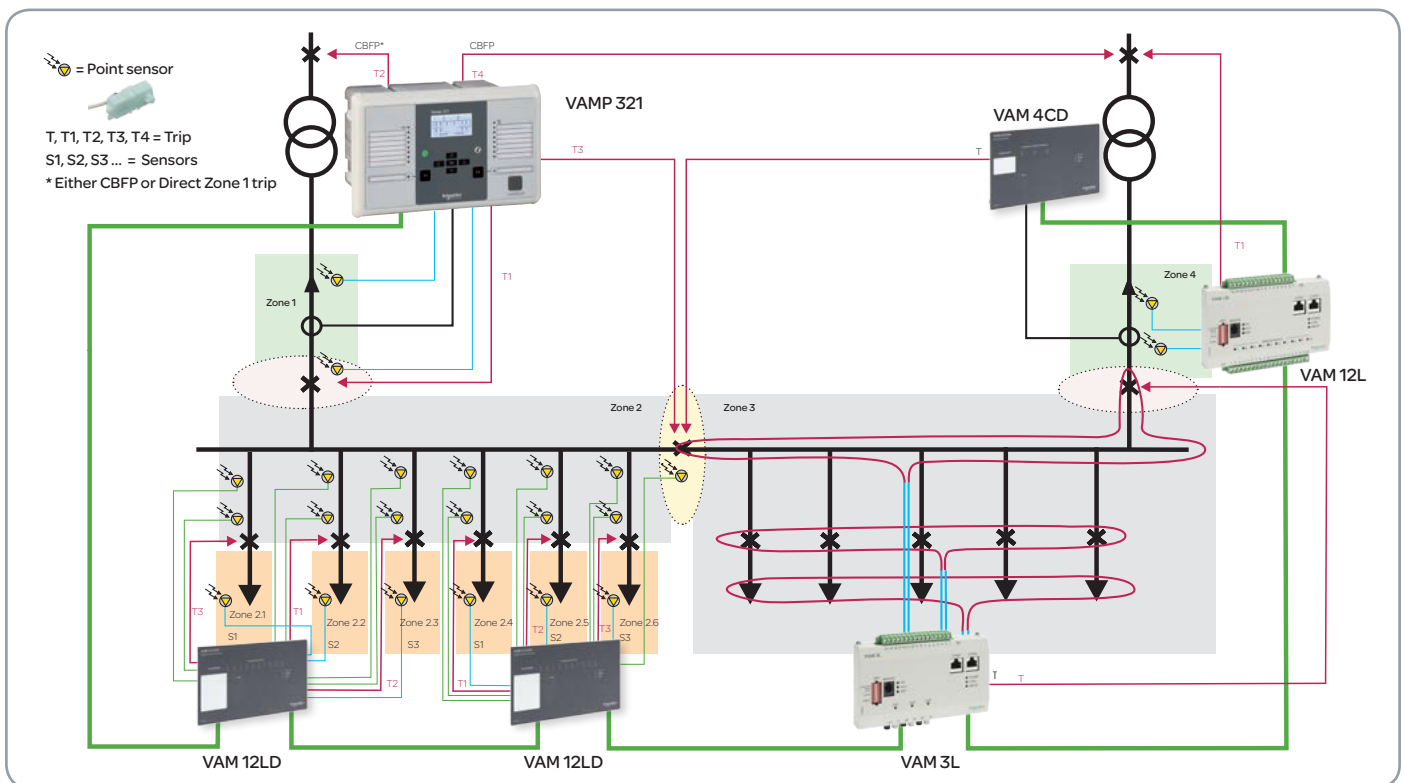 CBFP*
CBFP
= Point sensor
T2
T4
VAMP 321
VAM 4CD
T, T1, T2, T3, T4 = Trip
S1, S2, S3 ... = Sensors
* Either CBFP or Direct Zone 1 trip
T3
T
T1
T1
Zone 1
Zone 4
VAM 12L
Zone 2
Zone 3
T3
T1
T2
T3
Zone 2.1
Zone 2.2
Zone 2.3
Zone 2.4
Zone 2.5
Zone 2.6
S1
S2
S3
S1
S2
S3
T2
T1
T
T
VAM 12LD
VAM 12LD
VAM 3L